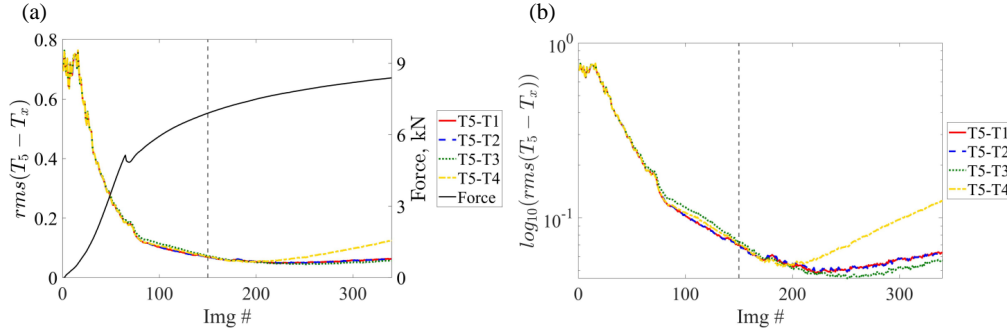 (a)
0.8
0.6
0.4
0.2
0
rms(T₅ − Tₓ)
9
6
3
0
Force, kN
0 100 200 300
Img #
T5-T1
T5-T2
T5-T3
T5-T4
Force
(b)
10⁰
10⁻¹
log₁₀(rms(T₅ − Tₓ))
0 100 200 300
Img #
T5-T1
T5-T2
T5-T3
T5-T4